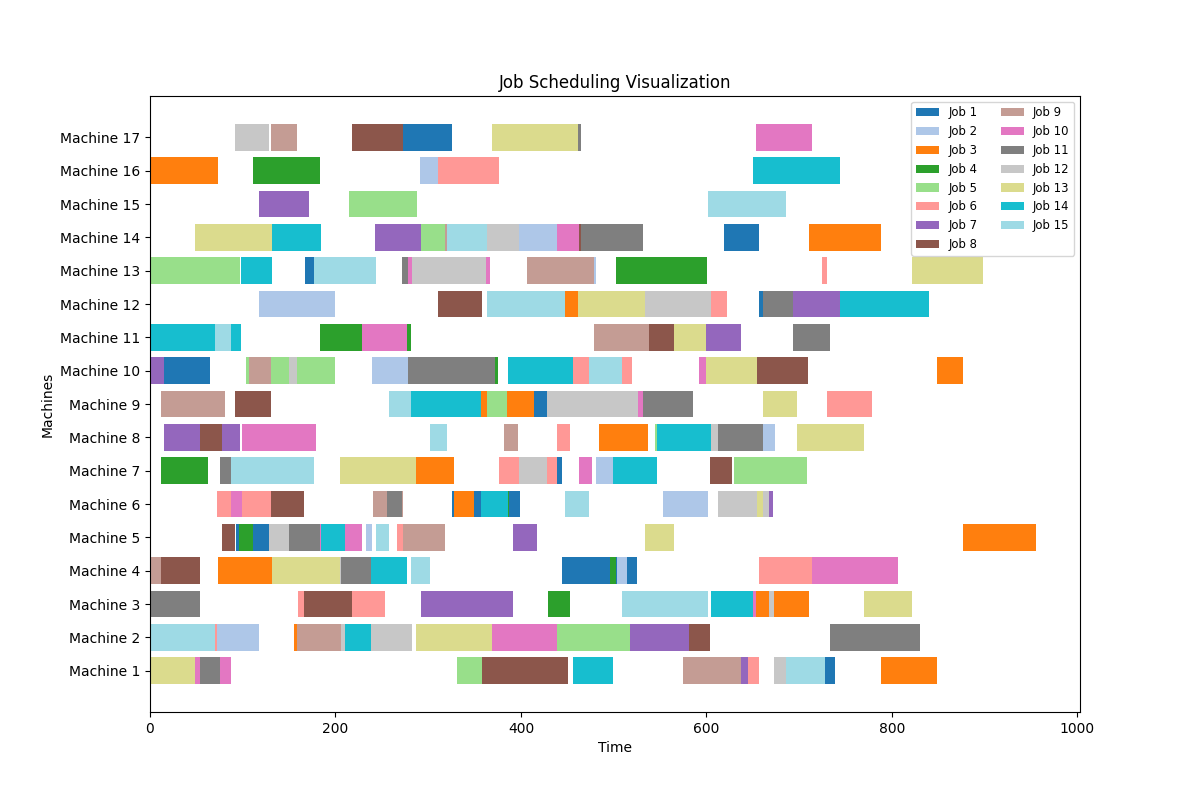 Job Scheduling Visualization
Machines
Machine 17
Machine 16
Machine 15
Machine 14
Machine 13
Machine 12
Machine 11
Machine 10
Machine 9
Machine 8
Machine 7
Machine 6
Machine 5
Machine 4
Machine 3
Machine 2
Machine 1
Job 1
Job 2
Job 3
Job 4
Job 5
Job 6
Job 7
Job 8
Job 9
Job 10
Job 11
Job 12
Job 13
Job 14
Job 15
0 200 400 600 800 1000
Time